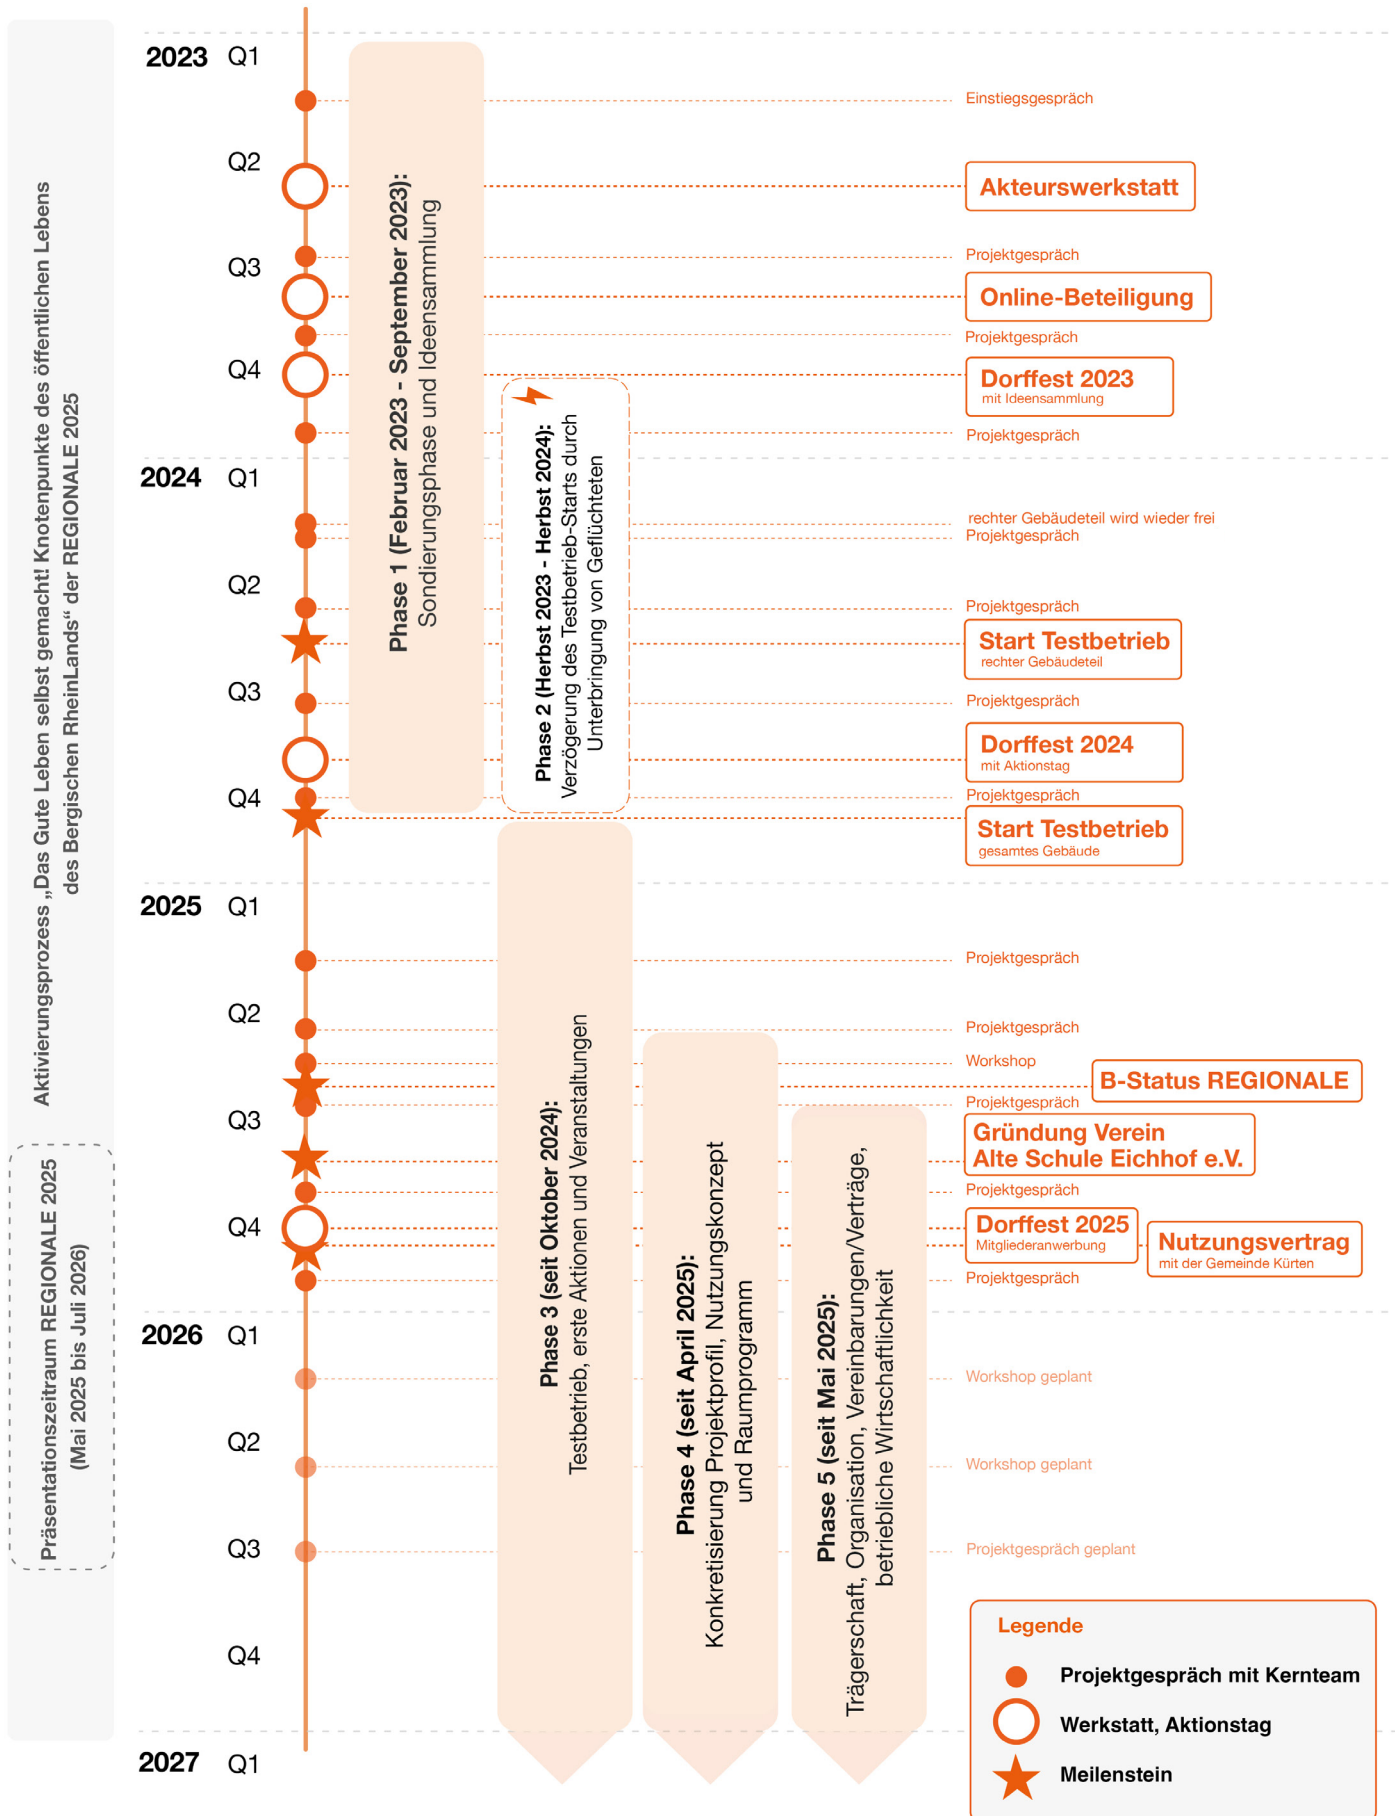 Aktivierungsprozess „Das Gute Leben selbst gemacht! Knotenpunkte des öffentlichen Lebens
des Bergischen RheinLands“ der REGIONALE 2025
Präsentationszeitraum REGIONALE 2025
(Mai 2025 bis Juli 2026)
2023 Q1
Q2
Q3
Q4
2024 Q1
Q2
Q3
Q4
2025 Q1
Q2
Q3
Q4
2026 Q1
Q2
Q3
Q4
2027 Q1
Phase 1 (Februar 2023 - September 2023):
Sondierungsphase und Ideensammlung
Phase 2 (Herbst 2023 - Herbst 2024):
Verzögerung des Testbetrieb-Starts durch
Unterbringung von Geflüchteten
Phase 3 (seit Oktober 2024):
Testbetrieb, erste Aktionen und Veranstaltungen
Phase 4 (seit April 2025):
Konkretisierung Projektprofil, Nutzungskonzept
und Raumprogramm
Phase 5 (seit Mai 2025):
Trägerschaft, Organisation, Vereinbarungen/Verträge,
betriebliche Wirtschaftlichkeit
Einstiegsgespräch
Akteurswerkstatt
Projektgespräch
Online-Beteiligung
Projektgespräch
Dorffest 2023
mit Ideensammlung
Projektgespräch
rechter Gebäudeteil wird wieder frei
Projektgespräch
Projektgespräch
Start Testbetrieb
rechter Gebäudeteil
Projektgespräch
Dorffest 2024
mit Aktionstag
Projektgespräch
Start Testbetrieb
gesamtes Gebäude
Projektgespräch
Projektgespräch
Workshop
B-Status REGIONALE
Projektgespräch
Gründung Verein
Alte Schule Eichhof e.V.
Projektgespräch
Dorffest 2025
Mitgliederanwerbung
Nutzungsvertrag
mit der Gemeinde Kürten
Projektgespräch
Workshop geplant
Workshop geplant
Projektgespräch geplant
Legende
Projektgespräch mit Kernteam
Werkstatt, Aktionstag
Meilenstein